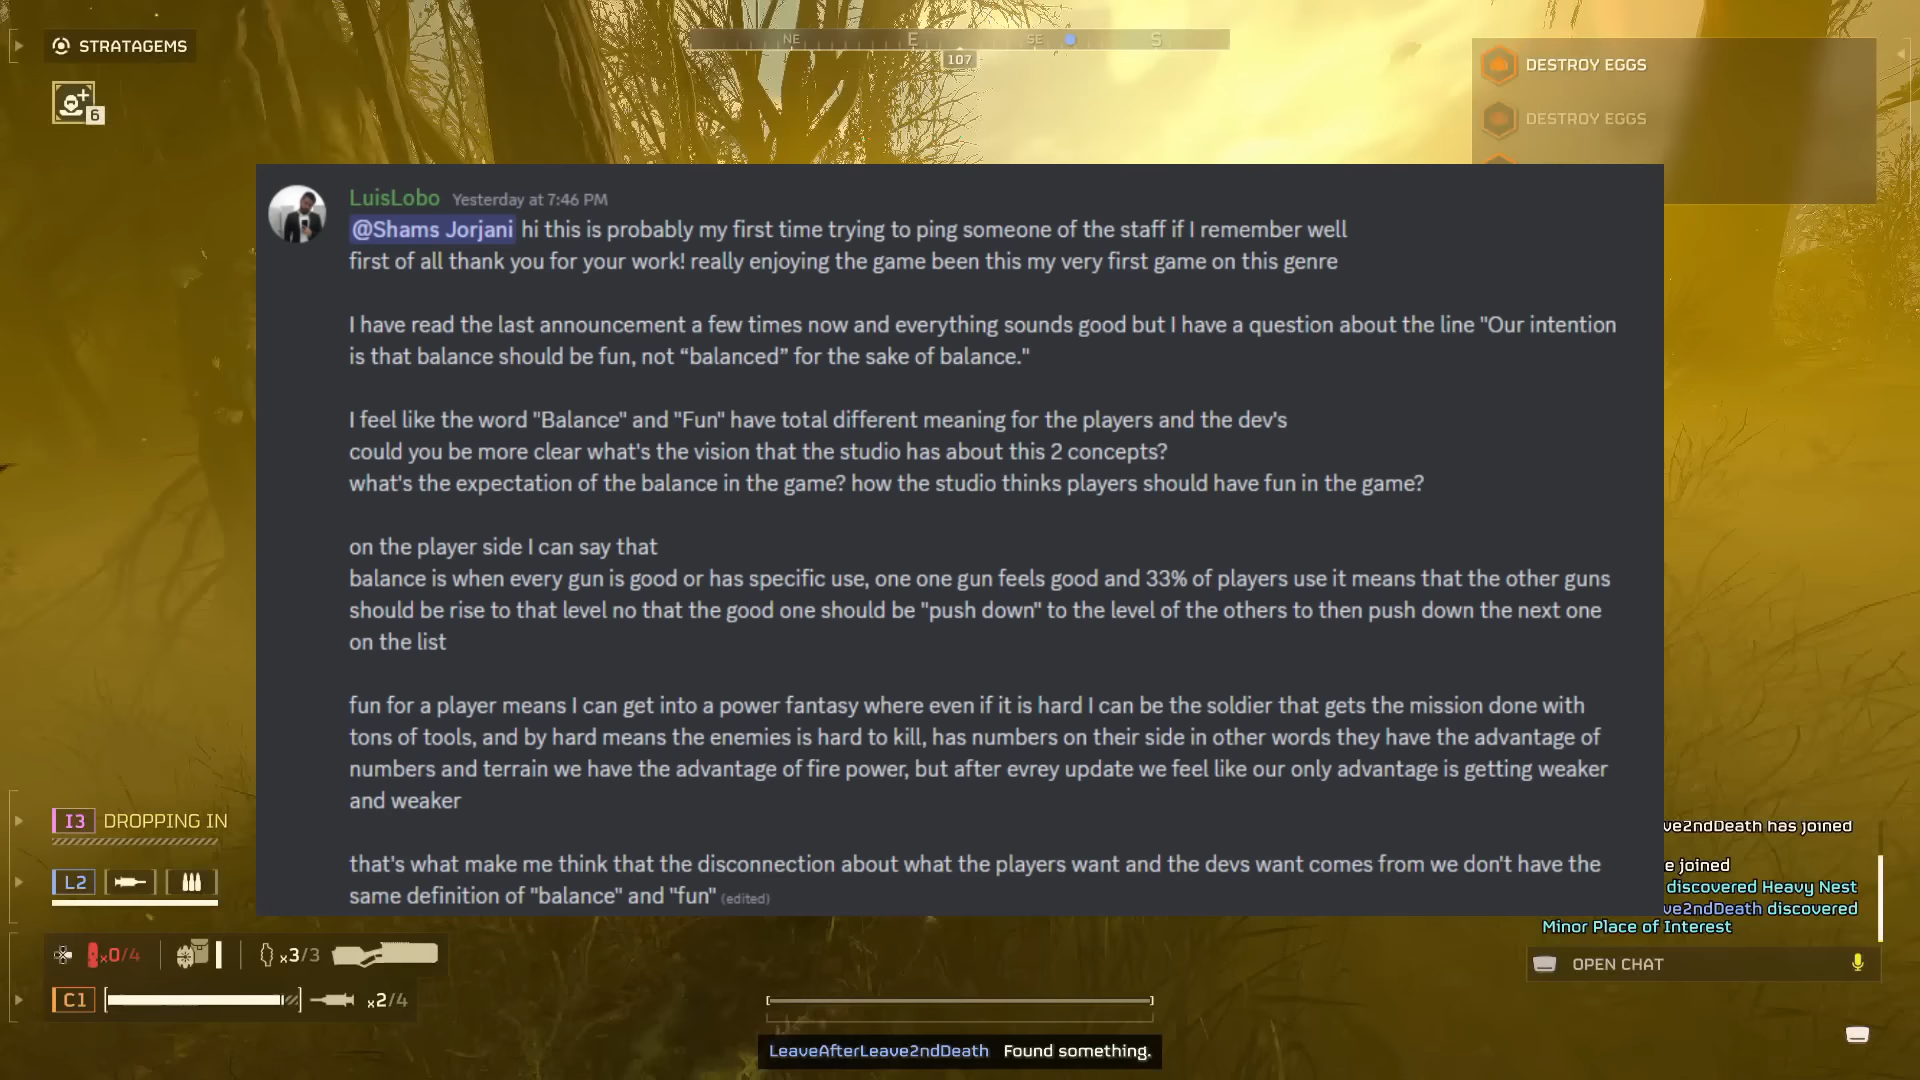 STRATAGEMS
6
NE
E
SE
S
107
DESTROY EGGS
DESTROY EGGS
LuisLobo Yesterday at 7:46 PM
@Shams Jorjani hi this is probably my first time trying to ping someone of the staff if I remember well
first of all thank you for your work! really enjoying the game been this my very first game on this genre
I have read the last announcement a few times now and everything sounds good but I have a question about the line "Our intention
is that balance should be fun, not “balanced” for the sake of balance."
I feel like the word "Balance" and "Fun" have total different meaning for the players and the dev's
could you be more clear what's the vision that the studio has about this 2 concepts?
what's the expectation of the balance in the game? how the studio thinks players should have fun in the game?
on the player side I can say that
balance is when every gun is good or has specific use, one one gun feels good and 33% of players use it means that the other guns
should be rise to that level no that the good one should be "push down" to the level of the others to then push down the next one
on the list
fun for a player means I can get into a power fantasy where even if it is hard I can be the soldier that gets the mission done with
tons of tools, and by hard means the enemies is hard to kill, has numbers on their side in other words they have the advantage of
numbers and terrain we have the advantage of fire power, but after evrey update we feel like our only advantage is getting weaker
and weaker
that's what make me think that the disconnection about what the players want and the devs want comes from we don't have the
same definition of "balance" and "fun" (edited)
I3 DROPPING IN
L2
x0/4
x3/3
C1
x2/4
ve2ndDeath has joined
e joined
discovered Heavy Nest
ve2ndDeath discovered
Minor Place of Interest
OPEN CHAT
LeaveAfterLeave2ndDeath Found something.